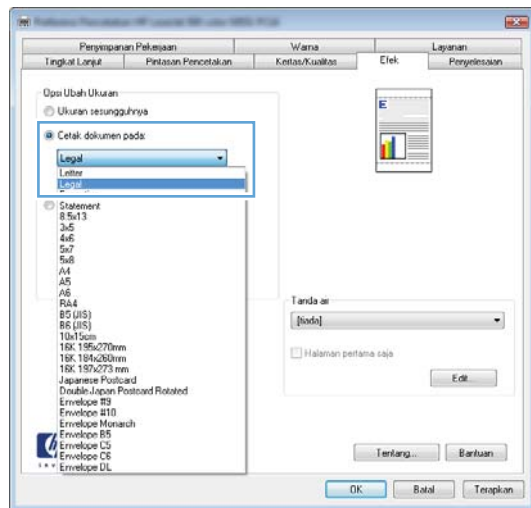 Penyimpanan Pekerjaan
Warna
Layanan
Tingkat Lanjut
Pintasan Pencetakan
Kertas/Kualitas
Efek
Penyelesaian
Opsi Ubah Ukuran
Ukuran sesungguhnya
Cetak dokumen pada:
Legal
Letter
Legal
Statement
8.5x13
3x5
4x6
5x7
5x8
A4
A5
A6
RA4
B5 (JIS)
B6 (JIS)
10x15cm
16K 195x270mm
16K 184x260mm
16K 197x273 mm
Japanese Postcard
Double Japan Postcard Rotated
Envelope #9
Envelope #10
Envelope Monarch
Envelope B5
Envelope C5
Envelope C6
Envelope DL
E
Tanda air
[tiada]
Halaman pertama saja
Edit...
Tentang...
Bantuan
OK
Batal
Terapkan